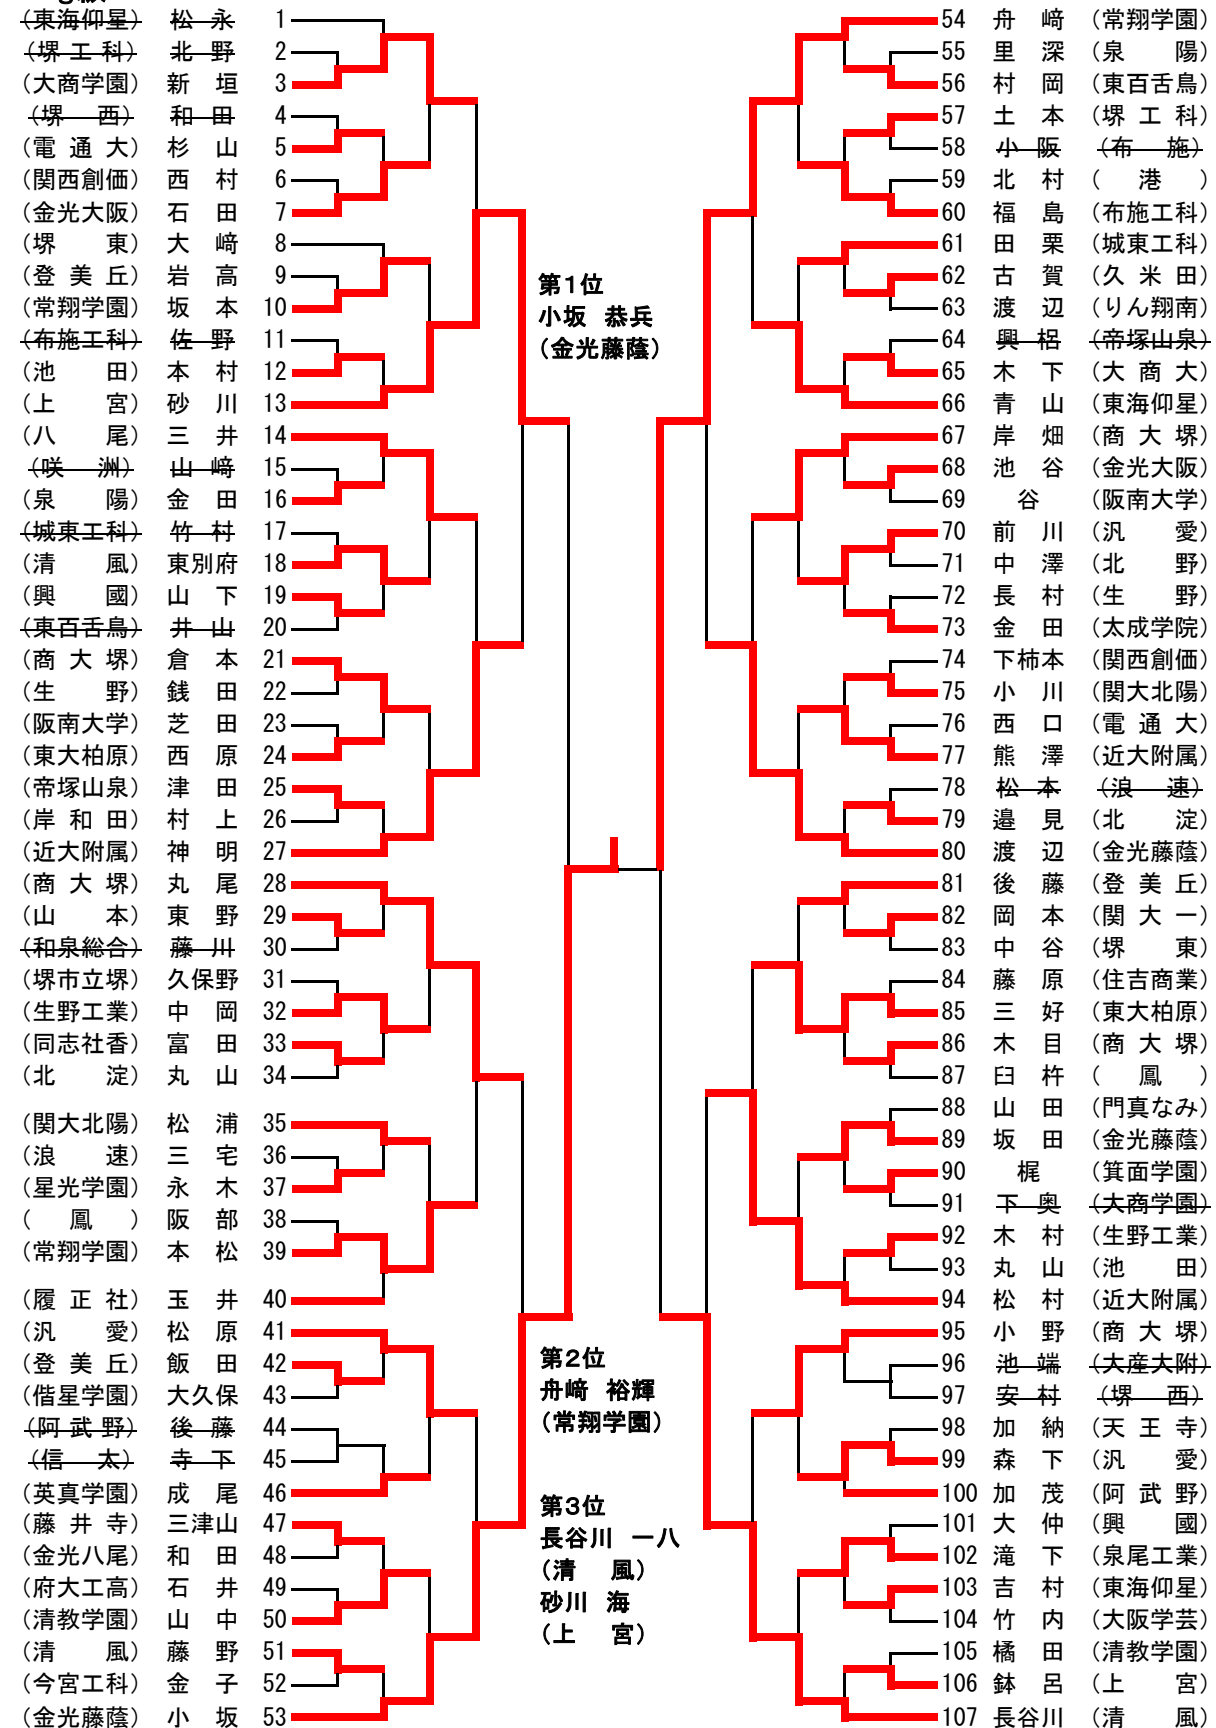 (東海仰星) 松永 1
(堺工科) 北野 2
(大商学園) 新垣 3
(堺西) 和田 4
(電通大) 杉山 5
(関西創価) 西村 6
(金光大阪) 石田 7
(堺東) 大﨑 8
(登美丘) 岩高 9
(常翔学園) 坂本 10
(布施工科) 佐野 11
(池田) 本村 12
(上宮) 砂川 13
(八尾) 三井 14
(咲洲) 山﨑 15
(泉陽) 金田 16
(城東工科) 竹村 17
(清風) 東別府 18
(興國) 山下 19
(東百舌鳥) 井山 20
(商大堺) 倉本 21
(生野) 銭田 22
(阪南大学) 芝田 23
(東大柏原) 西原 24
(帝塚山泉) 津田 25
(岸和田) 村上 26
(近大附属) 神明 27
(商大堺) 丸尾 28
(山本) 東野 29
(和泉総合) 藤川 30
(堺市立堺) 久保野 31
(生野工業) 中岡 32
(同志社香) 富田 33
(北淀) 丸山 34
(関大北陽) 松浦 35
(浪速) 三宅 36
(星光学園) 永木 37
(鳳) 阪部 38
(常翔学園) 本松 39
(履正社) 玉井 40
(汎愛) 松原 41
(登美丘) 飯田 42
(偕星学園) 大久保 43
(阿武野) 後藤 44
(信太) 寺下 45
(英真学園) 成尾 46
(藤井寺) 三津山 47
(金光八尾) 和田 48
(府大工高) 石井 49
(清教学園) 山中 50
(清風) 藤野 51
(今宮工科) 金子 52
(金光藤蔭) 小坂 53
第1位
小坂 恭兵
(金光藤蔭)
第2位
舟﨑 裕輝
(常翔学園)
第3位
長谷川 一八
(清風)
砂川 海
(上宮)
54 舟﨑 (常翔学園)
55 里深 (泉陽)
56 村岡 (東百舌鳥)
57 土本 (堺工科)
58 小阪 (布施)
59 北村 (港)
60 福島 (布施工科)
61 田栗 (城東工科)
62 古賀 (久米田)
63 渡辺 (りん翔南)
64 興梠 (帝塚山泉)
65 木下 (大商大)
66 青山 (東海仰星)
67 岸畑 (商大堺)
68 池谷 (金光大阪)
69 谷 (阪南大学)
70 前川 (汎愛)
71 中澤 (北野)
72 長村 (生野)
73 金田 (太成学院)
74 下柿本 (関西創価)
75 小川 (関大北陽)
76 西口 (電通大)
77 熊澤 (近大附属)
78 松本 (浪速)
79 邉見 (北淀)
80 渡辺 (金光藤蔭)
81 後藤 (登美丘)
82 岡本 (関大一)
83 中谷 (堺東)
84 藤原 (住吉商業)
85 三好 (東大柏原)
86 木目 (商大堺)
87 臼杵 (鳳)
88 山田 (門真なみ)
89 坂田 (金光藤蔭)
90 梶 (箕面学園)
91 下奥 (大商学園)
92 木村 (生野工業)
93 丸山 (池田)
94 松村 (近大附属)
95 小野 (商大堺)
96 池端 (大産大附)
97 安村 (堺西)
98 加納 (天王寺)
99 森下 (汎愛)
100 加茂 (阿武野)
101 大仲 (興國)
102 滝下 (泉尾工業)
103 吉村 (東海仰星)
104 竹内 (大阪学芸)
105 橘田 (清教学園)
106 鉢呂 (上宮)
107 長谷川 (清風)